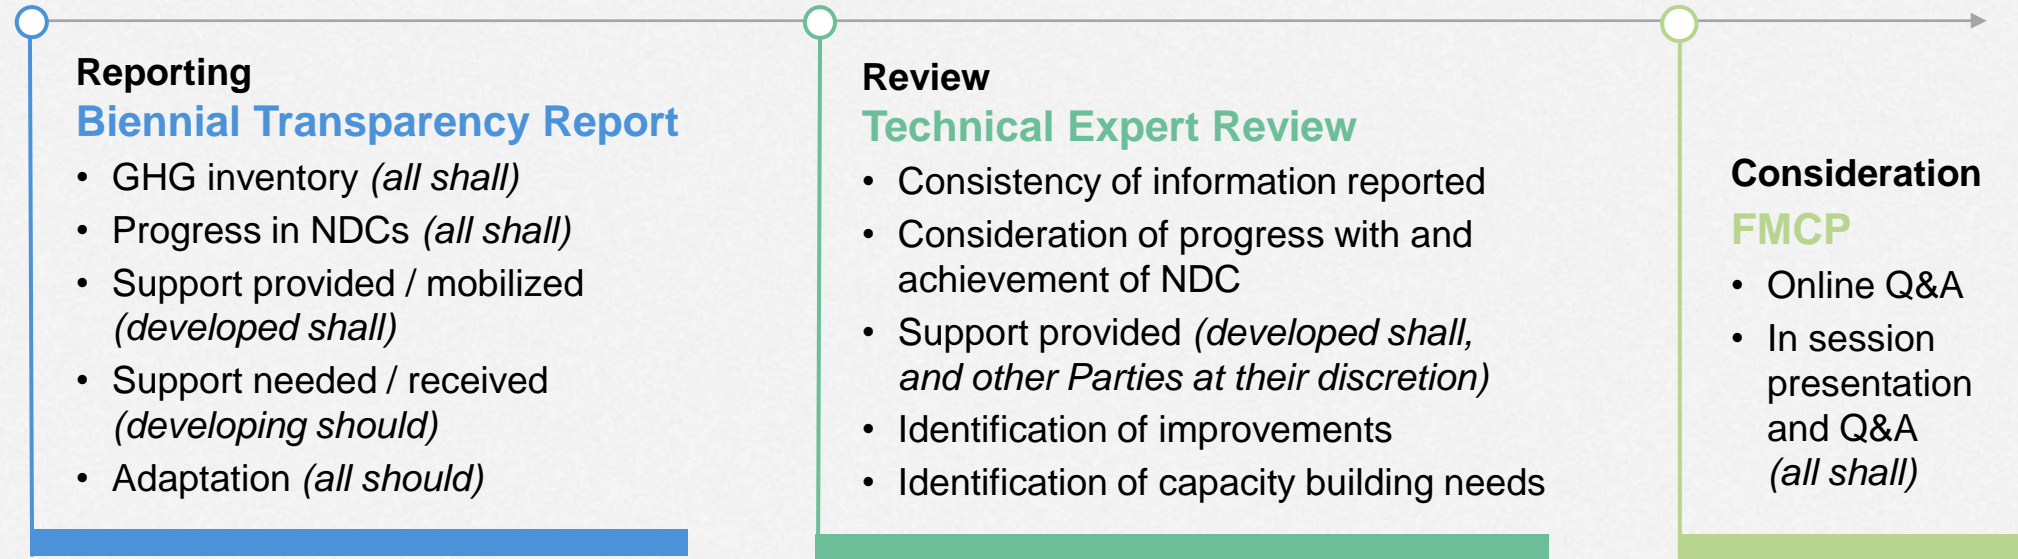 Reporting
Biennial Transparency Report
• GHG inventory (all shall)
• Progress in NDCs (all shall)
• Support provided / mobilized
(developed shall)
• Support needed / received
(developing should)
• Adaptation (all should)
Review
Technical Expert Review
• Consistency of information reported
• Consideration of progress with and
achievement of NDC
• Support provided (developed shall,
and other Parties at their discretion)
• Identification of improvements
• Identification of capacity building needs
Consideration
FMCP
• Online Q&A
• In session
presentation
and Q&A
(all shall)